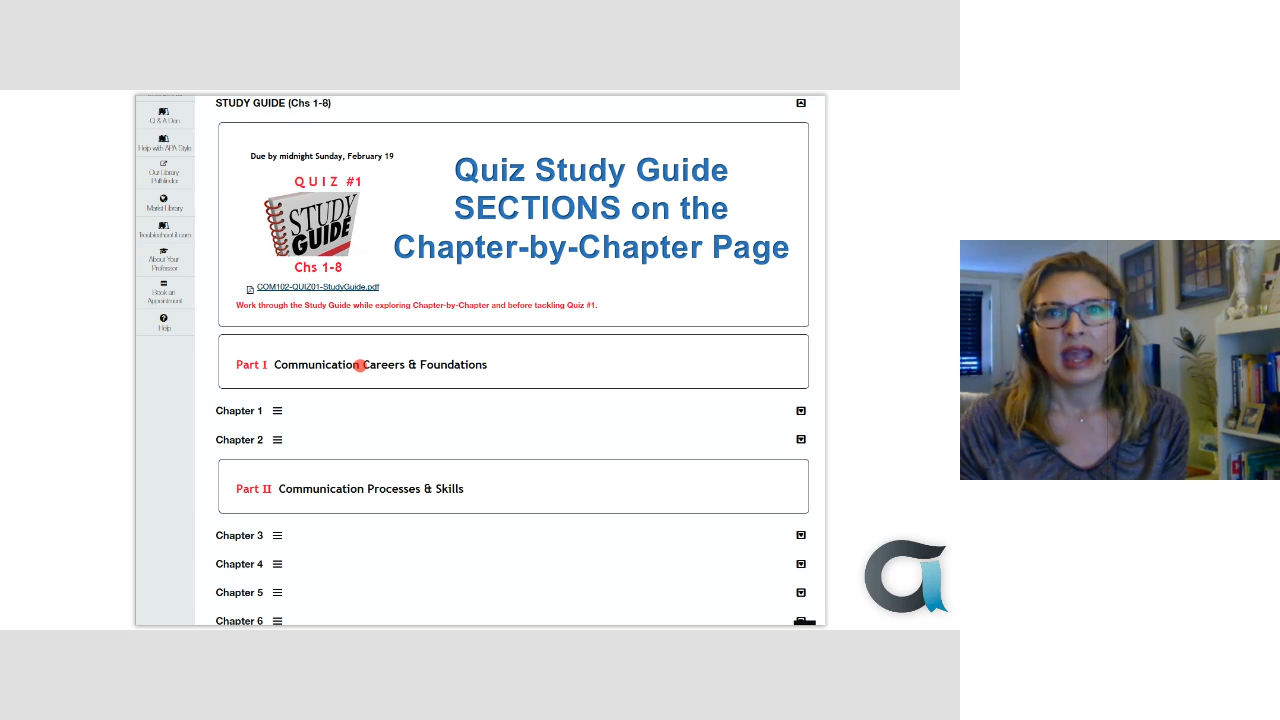 STUDY GUIDE (Chs 1-8)
Q & A Den
Help with APA Style
Our Library
Pathfinder
Marist Library
Troubleshoot it.com
About Your
Professor
Book an
Appointment
Help
Due by midnight Sunday, February 19
QUIZ #1
STUDY
GUIDE
Chs 1-8
COM102-QUIZ01-StudyGuide.pdf
Work through the Study Guide while exploring Chapter-by-Chapter and before tackling Quiz #1.
Quiz Study Guide
SECTIONS on the
Chapter-by-Chapter Page
Part I Communication Careers & Foundations
Chapter 1
Chapter 2
Part II Communication Processes & Skills
Chapter 3
Chapter 4
Chapter 5
Chapter 6